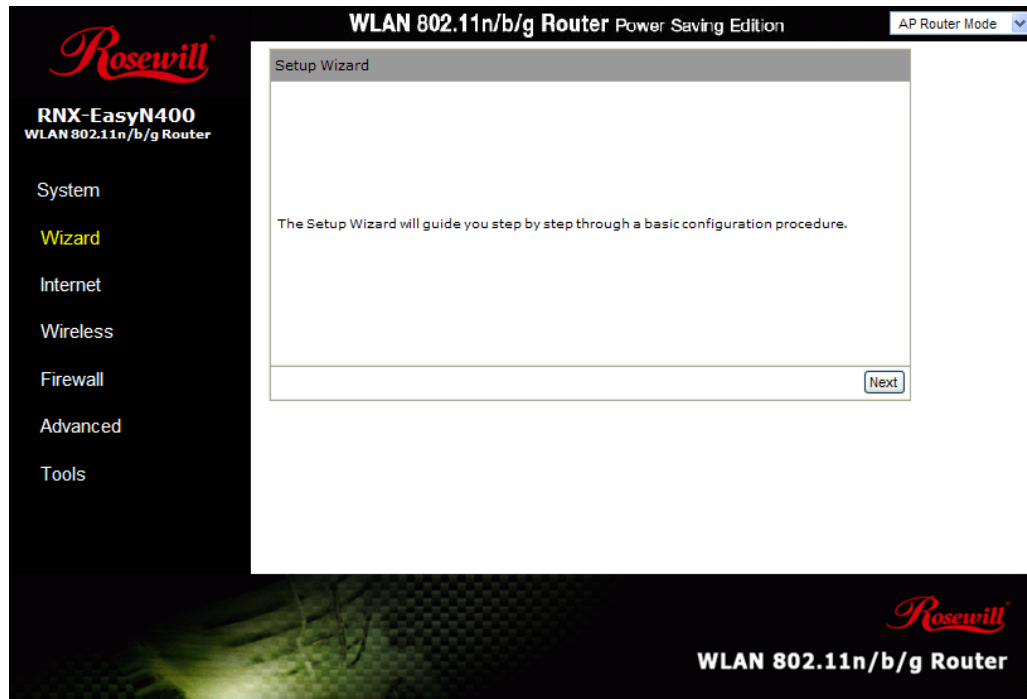 WLAN 802.11n/b/g Router Power Saving Edition
AP Router Mode
Rosewill
RNX-EasyN400
WLAN 802.11n/b/g Router
System
Wizard
Internet
Wireless
Firewall
Advanced
Tools
Setup Wizard
The Setup Wizard will guide you step by step through a basic configuration procedure.
Next
Rosewill
WLAN 802.11n/b/g Router